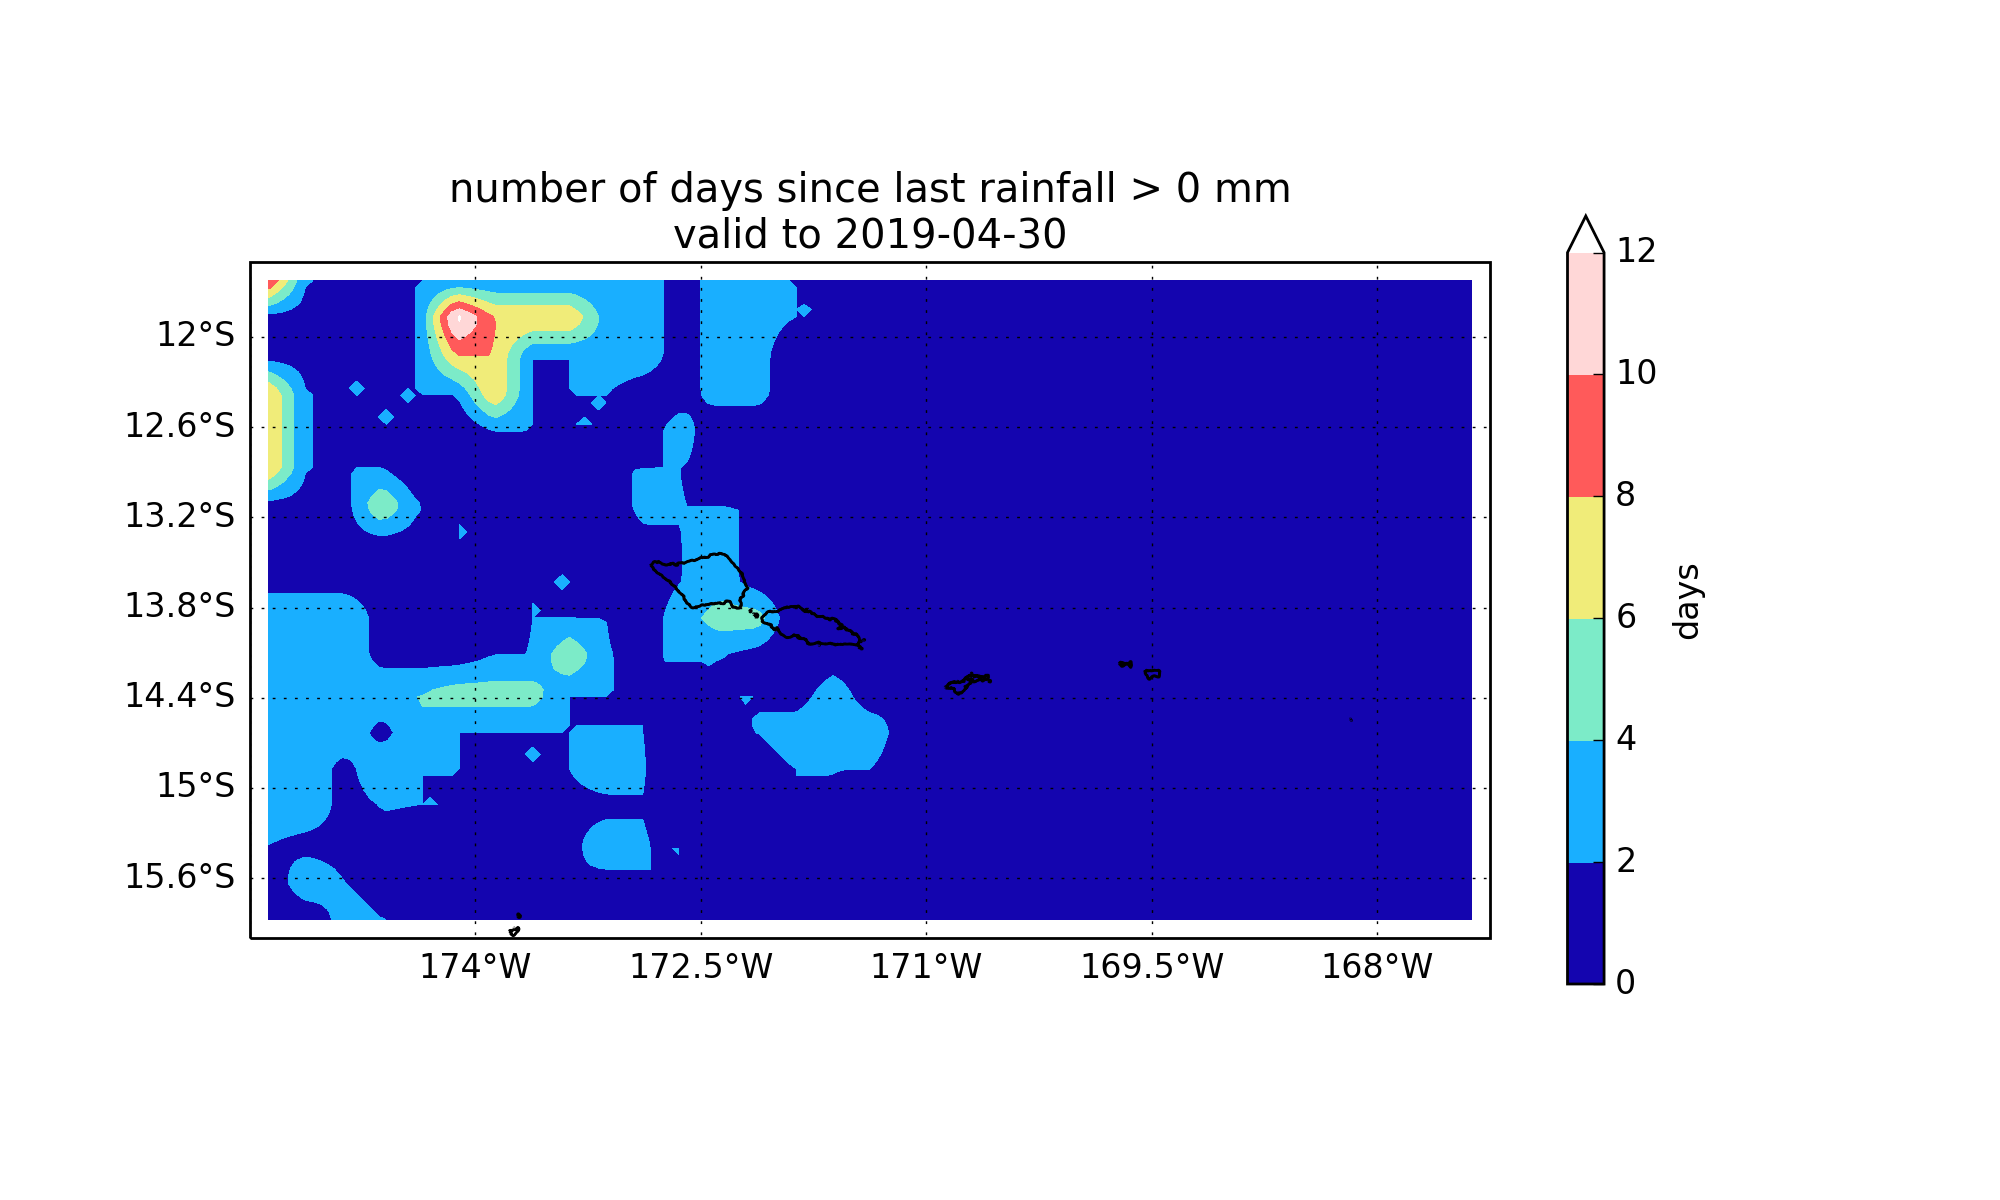 number of days since last rainfall > 0 mm
valid to 2019-04-30
12°S
12.6°S
13.2°S
13.8°S
14.4°S
15°S
15.6°S
174°W
172.5°W
171°W
169.5°W
168°W
12
10
8
6
4
2
0
days